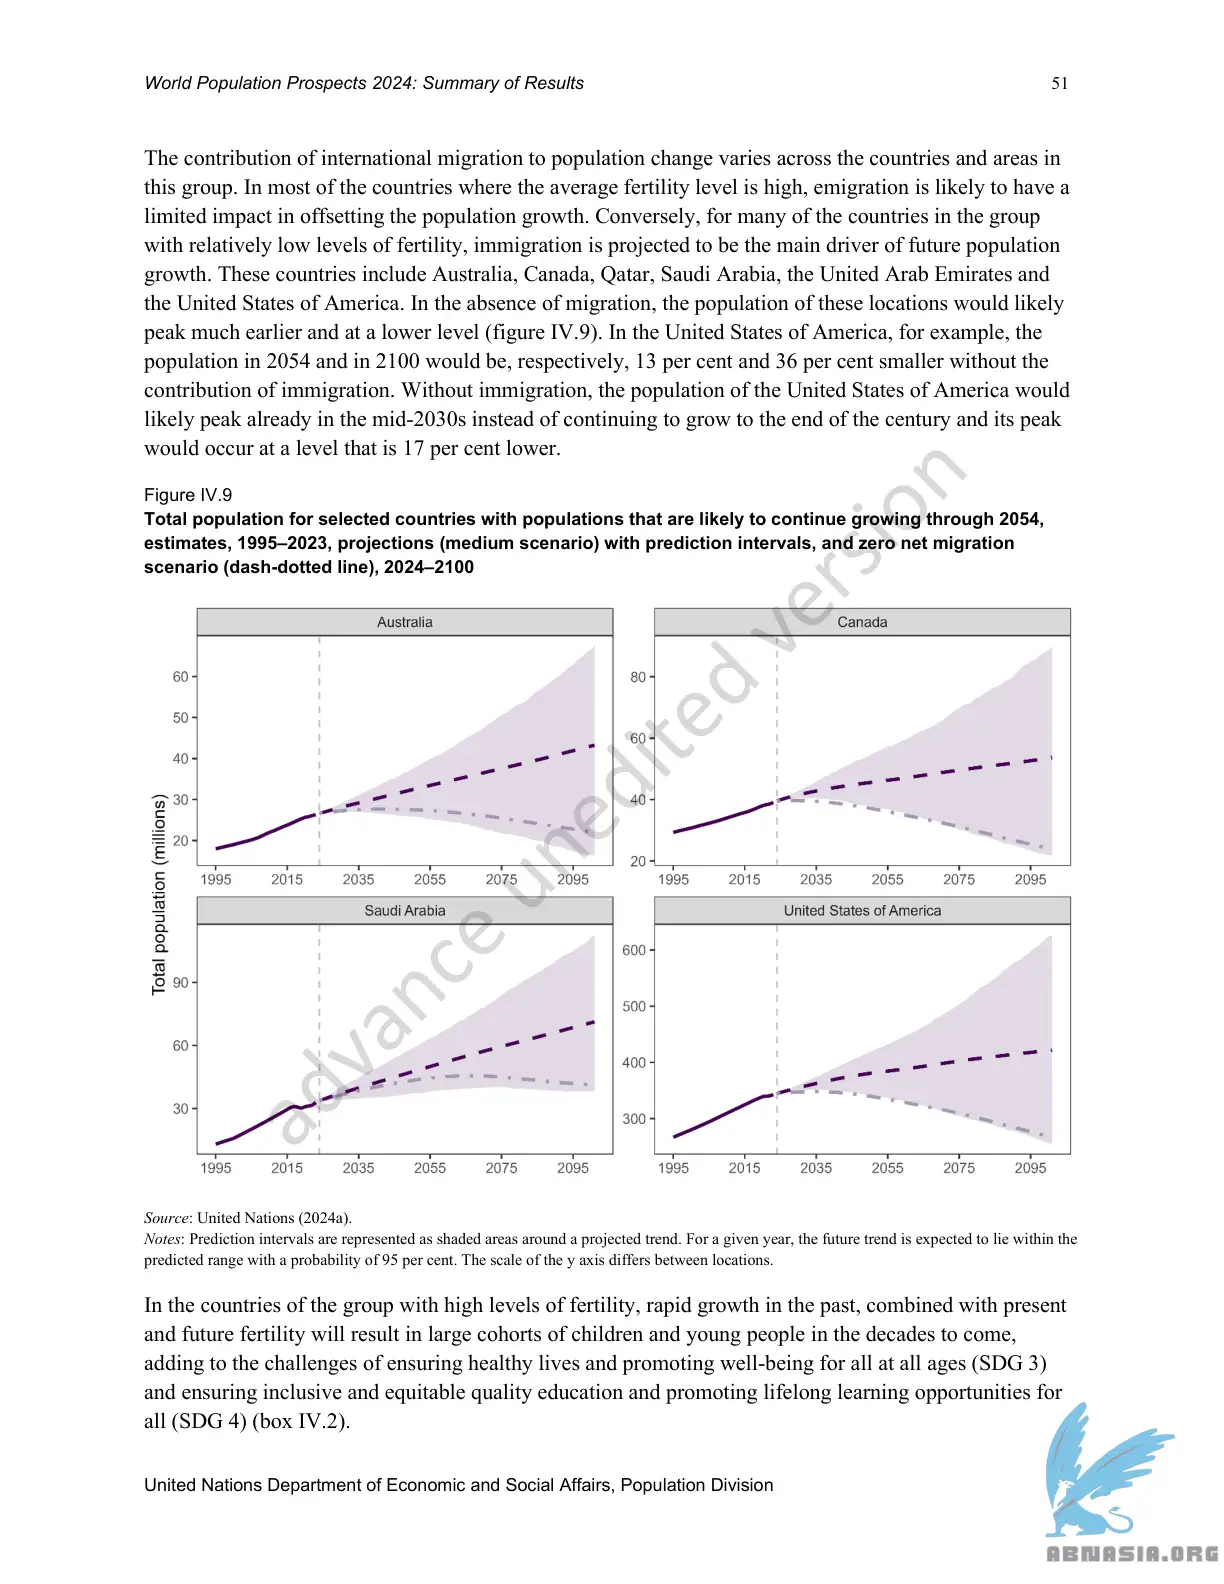 World Population Prospects 2024: Summary of Results 51
The contribution of international migration to population change varies across the countries and areas in
this group. In most of the countries where the average fertility level is high, emigration is likely to have a
limited impact in offsetting the population growth. Conversely, for many of the countries in the group
with relatively low levels of fertility, immigration is projected to be the main driver of future population
growth. These countries include Australia, Canada, Qatar, Saudi Arabia, the United Arab Emirates and
the United States of America. In the absence of migration, the population of these locations would likely
peak much earlier and at a lower level (figure IV.9). In the United States of America, for example, the
population in 2054 and in 2100 would be, respectively, 13 per cent and 36 per cent smaller without the
contribution of immigration. Without immigration, the population of the United States of America would
likely peak already in the mid-2030s instead of continuing to grow to the end of the century and its peak
would occur at a level that is 17 per cent lower.
Figure IV.9
Total population for selected countries with populations that are likely to continue growing through 2054,
estimates, 1995–2023, projections (medium scenario) with prediction intervals, and zero net migration
scenario (dash-dotted line), 2024–2100
advance unedited version
Total population (millions)
Australia
60
50
40
30
20
1995 2015 2035 2055 2075 2095
Canada
80
60
40
20
1995 2015 2035 2055 2075 2095
Saudi Arabia
90
60
30
1995 2015 2035 2055 2075 2095
United States of America
600
500
400
300
1995 2015 2035 2055 2075 2095
Source: United Nations (2024a).
Notes: Prediction intervals are represented as shaded areas around a projected trend. For a given year, the future trend is expected to lie within the
predicted range with a probability of 95 per cent. The scale of the y axis differs between locations.
In the countries of the group with high levels of fertility, rapid growth in the past, combined with present
and future fertility will result in large cohorts of children and young people in the decades to come,
adding to the challenges of ensuring healthy lives and promoting well-being for all at all ages (SDG 3)
and ensuring inclusive and equitable quality education and promoting lifelong learning opportunities for
all (SDG 4) (box IV.2).
United Nations Department of Economic and Social Affairs, Population Division
ABNASIA.ORG